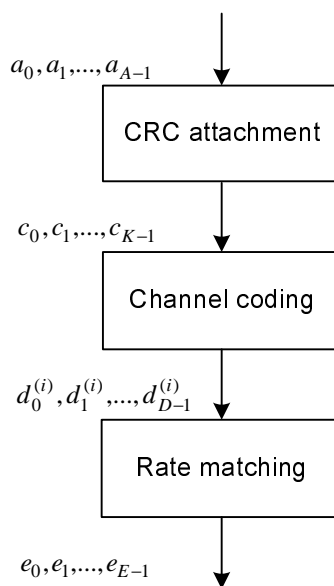 a_0, a_1,..., a_{A-1}
CRC attachment
c_0, c_1,..., c_{K-1}
Channel coding
d_0^{(i)}, d_1^{(i)},..., d_{D-1}^{(i)}
Rate matching
e_0, e_1,..., e_{E-1}